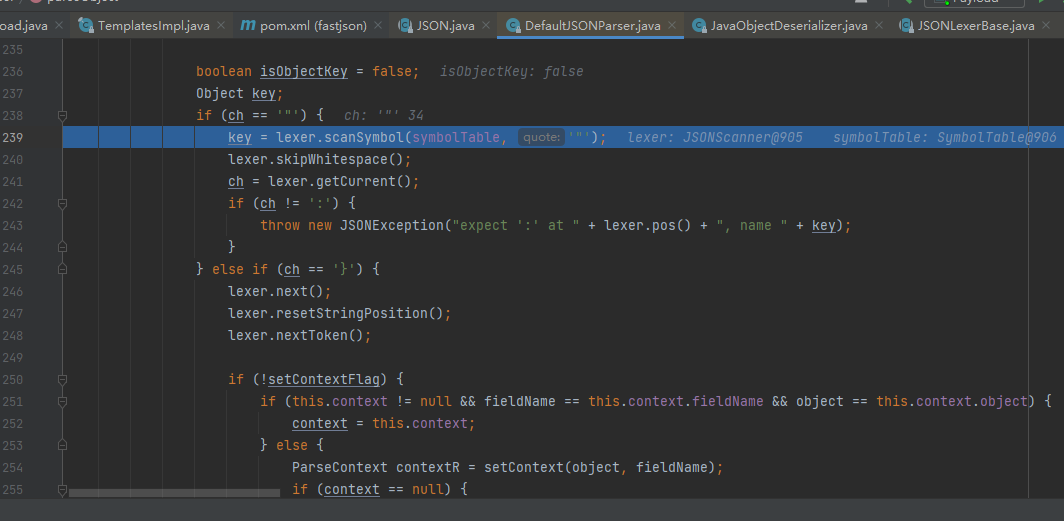 oad.java TemplatesImpl.java pom.xml (fastjson) JSON.java DefaultJSONParser.java JavaObjectDeserializer.java JSONLexerBase.java
235
236 boolean isObjectKey = false; isObjectKey: false
237 Object key;
238 if (ch == '"') { ch: '"' 34
239 key = lexer.scanSymbol(symbolTable, quote: '"'); lexer: JSONScanner@905 symbolTable: SymbolTable@906
240 lexer.skipWhitespace();
241 ch = lexer.getCurrent();
242 if (ch != ':') {
243 throw new JSONException("expect ':' at " + lexer.pos() + ", name " + key);
244 }
245 } else if (ch == '}') {
246 lexer.next();
247 lexer.resetStringPosition();
248 lexer.nextToken();
249
250 if (!setContextFlag) {
251 if (this.context != null && fieldName == this.context.fieldName && object == this.context.object) {
252 context = this.context;
253 } else {
254 ParseContext contextR = setContext(object, fieldName);
255 if (context == null) {